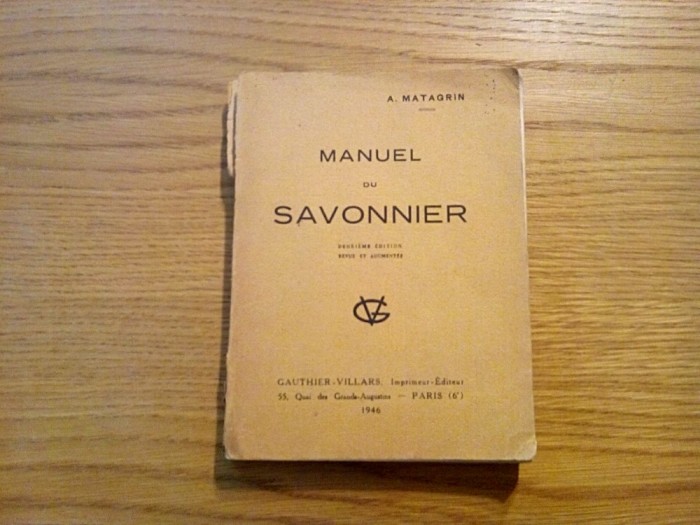 A. MATAGRIN
MANUEL
DU
SAVONNIER
DEUXIÈME ÉDITION
REVUE ET AUGMENTÉE
GV
GAUTHIER-VILLARS, Imprimeur-Éditeur
55, Quai des Grands-Augustins — PARIS (6ᵉ)
1946